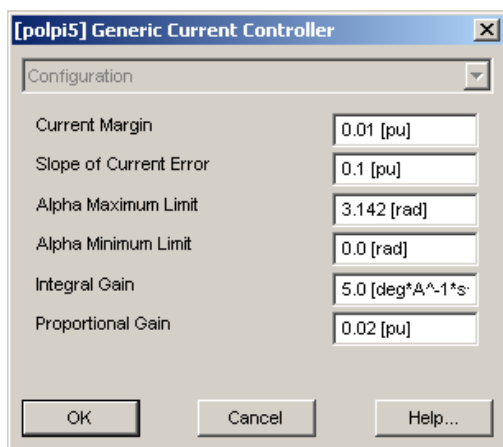 [polpi5] Generic Current Controller
Configuration
Current Margin 0.01 [pu]
Slope of Current Error 0.1 [pu]
Alpha Maximum Limit 3.142 [rad]
Alpha Minimum Limit 0.0 [rad]
Integral Gain 5.0 [deg*A^-1*s
Proportional Gain 0.02 [pu]
OK Cancel Help...